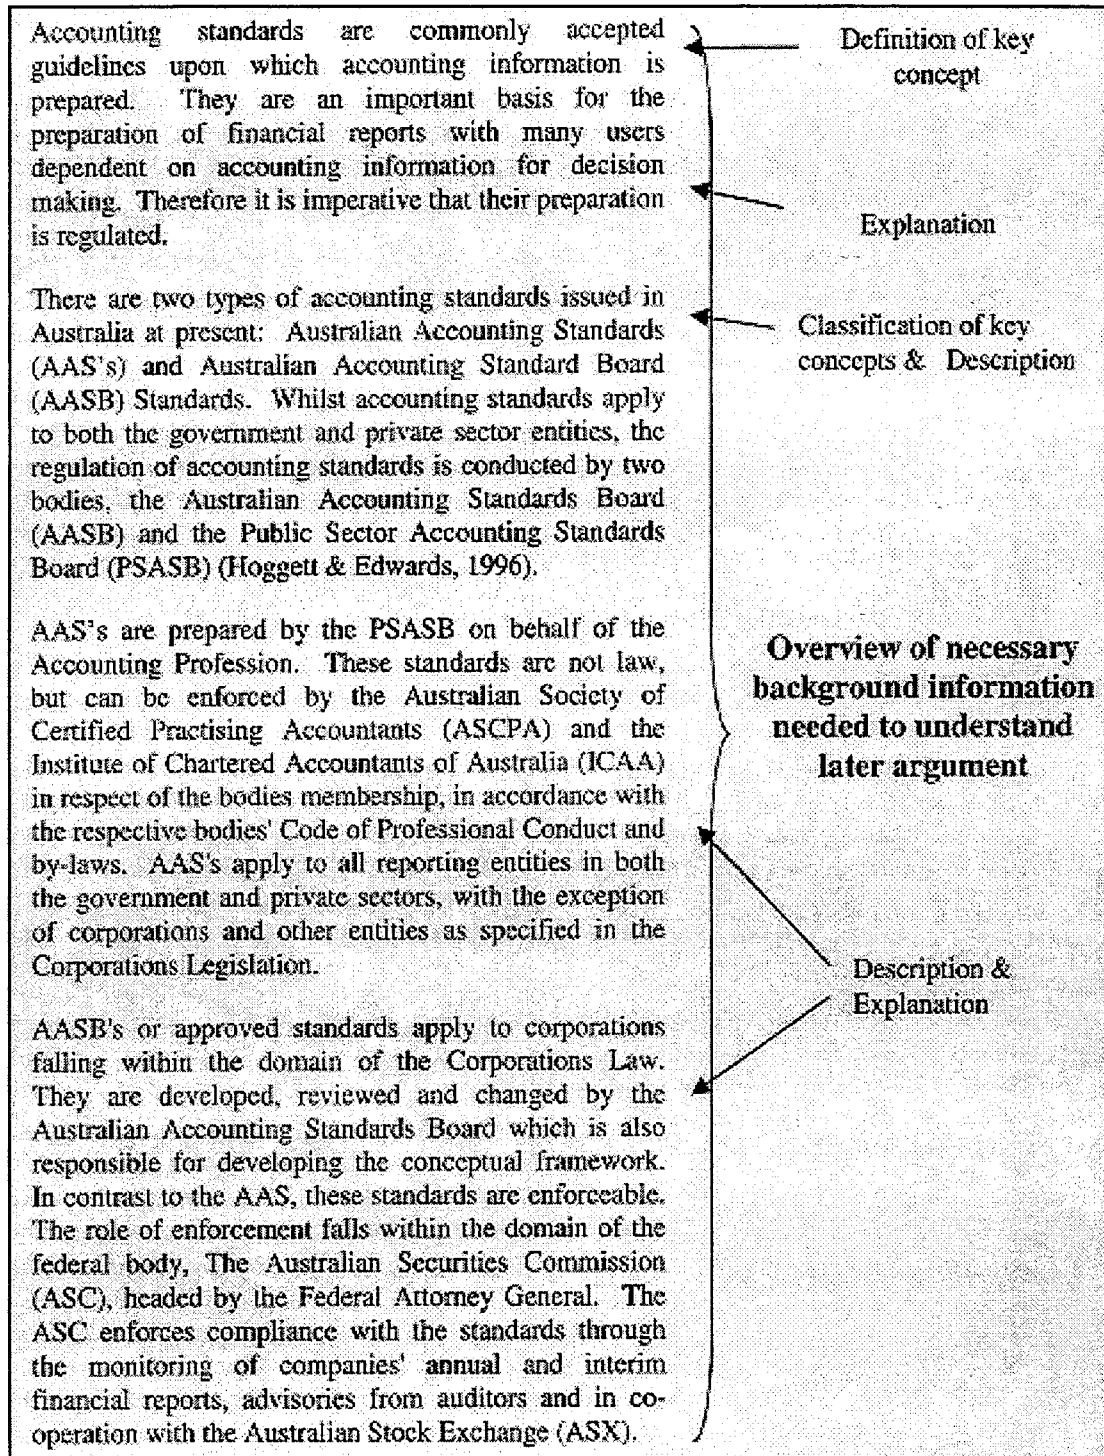 Accounting standards are commonly accepted
guidelines upon which accounting information is
prepared. They are an important basis for the
preparation of financial reports with many users
dependent on accounting information for decision
making. Therefore it is imperative that their preparation
is regulated.
There are two types of accounting standards issued in
Australia at present: Australian Accounting Standards
(AAS's) and Australian Accounting Standard Board
(AASB) Standards. Whilst accounting standards apply
to both the government and private sector entities, the
regulation of accounting standards is conducted by two
bodies, the Australian Accounting Standards Board
(AASB) and the Public Sector Accounting Standards
Board (PSASB) (Hoggett & Edwards, 1996).
AAS's are prepared by the PSASB on behalf of the
Accounting Profession. These standards are not law,
but can be enforced by the Australian Society of
Certified Practising Accountants (ASCPA) and the
Institute of Chartered Accountants of Australia (ICAA)
in respect of the bodies membership, in accordance with
the respective bodies' Code of Professional Conduct and
by-laws. AAS's apply to all reporting entities in both
the government and private sectors, with the exception
of corporations and other entities as specified in the
Corporations Legislation.
AASB's or approved standards apply to corporations
falling within the domain of the Corporations Law.
They are developed, reviewed and changed by the
Australian Accounting Standards Board which is also
responsible for developing the conceptual framework.
In contrast to the AAS, these standards are enforceable.
The role of enforcement falls within the domain of the
federal body, The Australian Securities Commission
(ASC), headed by the Federal Attorney General. The
ASC enforces compliance with the standards through
the monitoring of companies' annual and interim
financial reports, advisories from auditors and in co-
operation with the Australian Stock Exchange (ASX).
Definition of key
concept
Explanation
Classification of key
concepts & Description
Overview of necessary
background information
needed to understand
later argument
Description &
Explanation